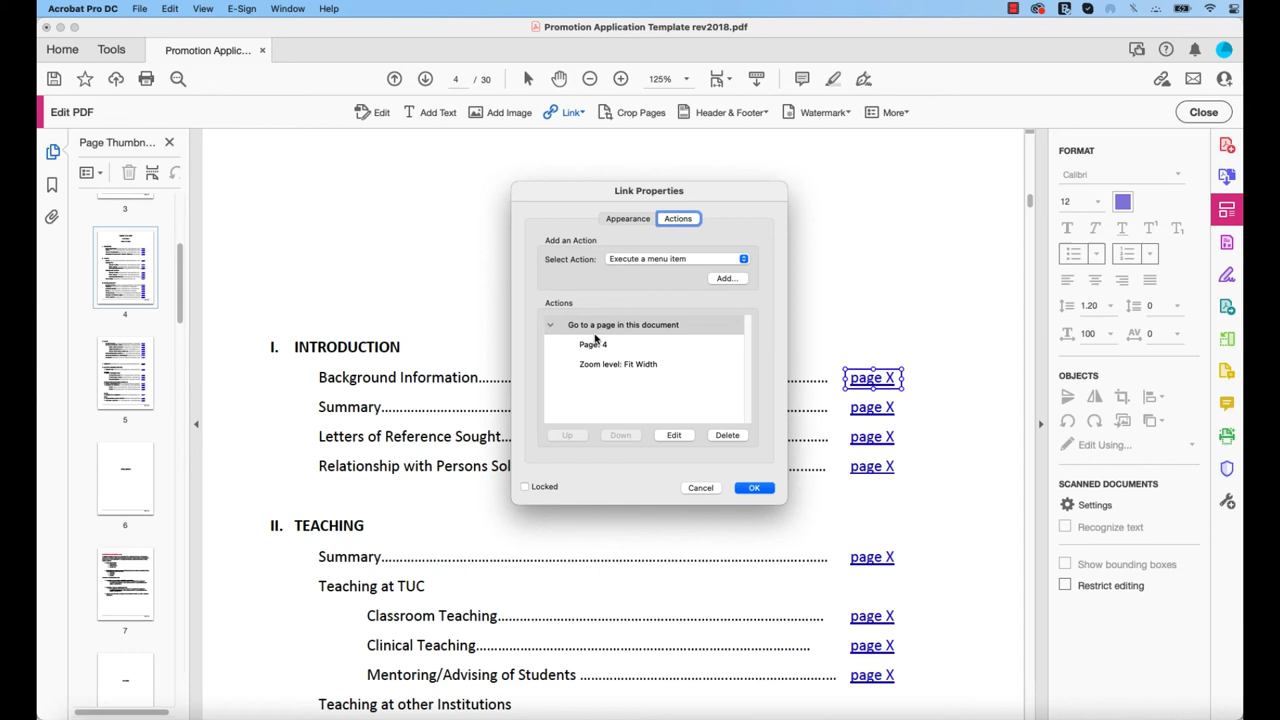 Acrobat Pro DC File Edit View E-Sign Window Help
Promotion Application Template rev2018.pdf
Home Tools Promotion Applic... ×
4 / 30 125%
Edit PDF Edit Add Text Add Image Link Crop Pages Header & Footer Watermark More Close
Page Thumbn...
3
4
5
6
7
Link Properties
Appearance Actions
Add an Action
Select Action: Execute a menu item
Add...
Actions
Go to a page in this document
Page: 4
Zoom level: Fit Width
Up Down Edit Delete
Locked Cancel OK
I. INTRODUCTION
Background Information...... page X
Summary...... page X
Letters of Reference Sought... page X
Relationship with Persons Sol ...... page X
II. TEACHING
Summary...... page X
Teaching at TUC
Classroom Teaching...... page X
Clinical Teaching...... page X
Mentoring/Advising of Students ...... page X
Teaching at other Institutions
FORMAT
Calibri
12
1.20 0
100 0
OBJECTS
Edit Using...
SCANNED DOCUMENTS
Settings
Recognize text
Show bounding boxes
Restrict editing